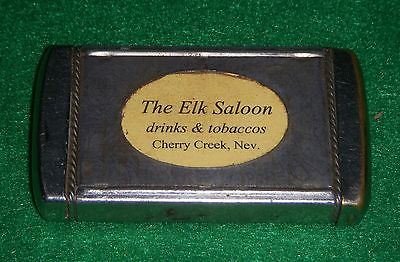 The Elk Saloon
drinks & tobaccos
Cherry Creek, Nev.